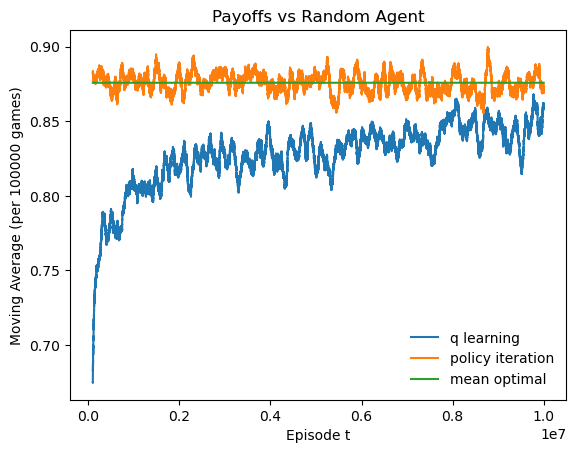 Payoffs vs Random Agent
Moving Average (per 100000 games)
0.90
0.85
0.80
0.75
0.70
q learning
policy iteration
mean optimal
0.0
0.2
0.4
0.6
0.8
1.0
1e7
Episode t